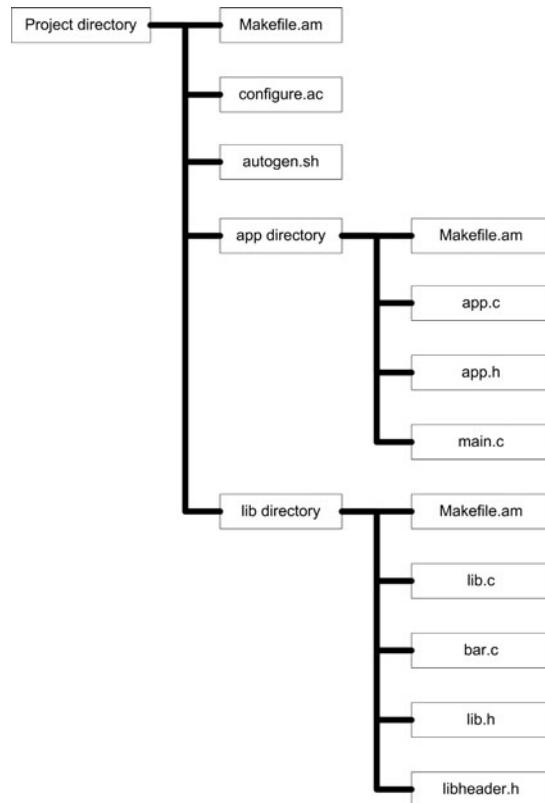 Project directory
Makefile.am
configure.ac
autogen.sh
app directory
Makefile.am
app.c
app.h
main.c
lib directory
Makefile.am
lib.c
bar.c
lib.h
libheader.h